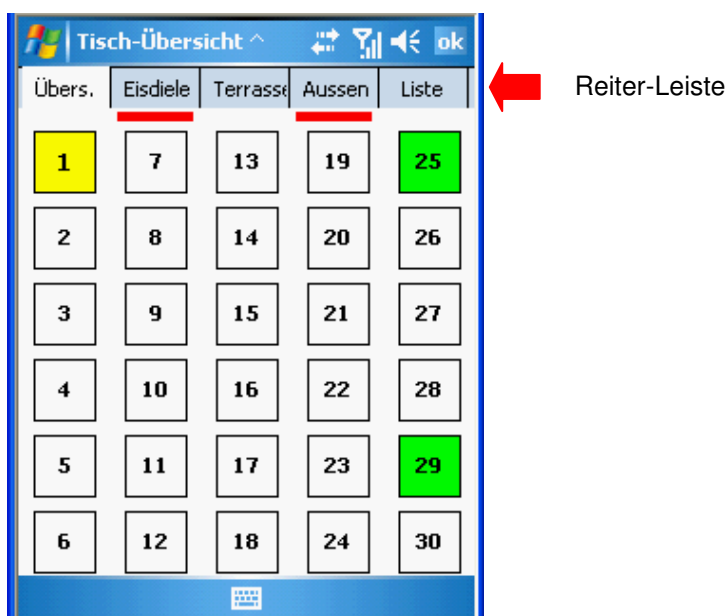 Tisch-Übersicht ^ ok
Übers. Eisdiele Terrasse Aussen Liste
Reiter-Leiste
1 7 13 19 25
2 8 14 20 26
3 9 15 21 27
4 10 16 22 28
5 11 17 23 29
6 12 18 24 30